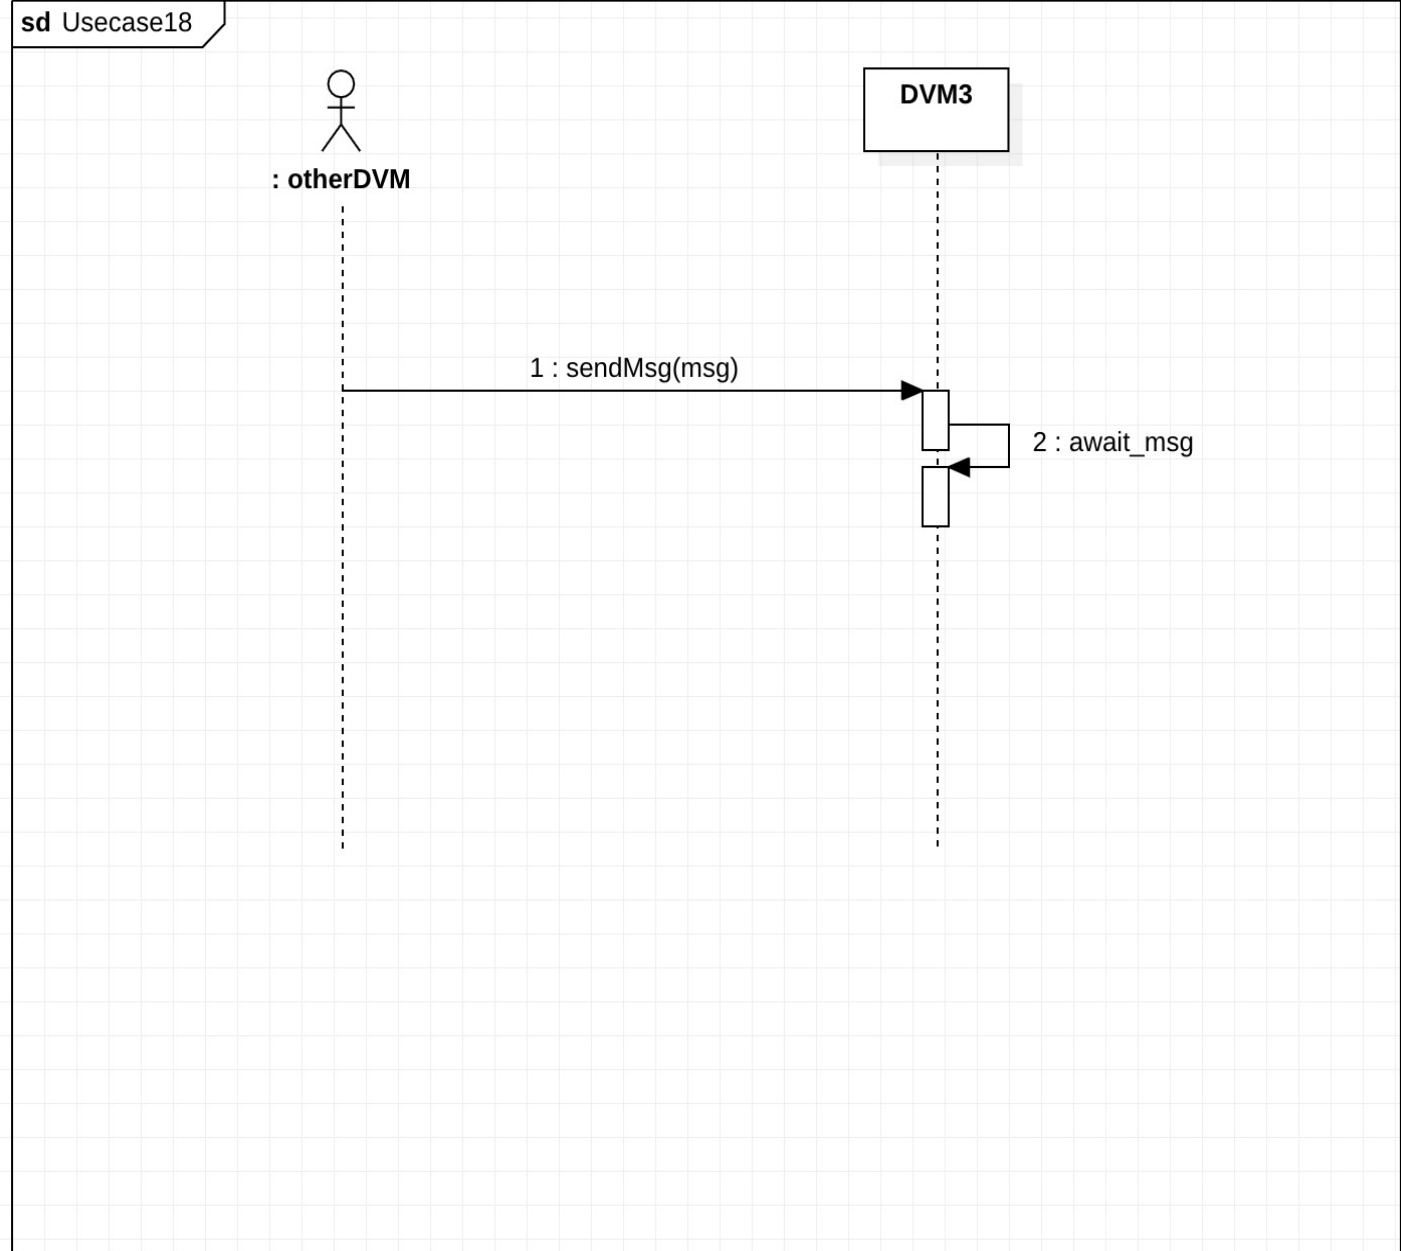 sd Usecase18
DVM3
: otherDVM
1 : sendMsg(msg)
2 : await_msg